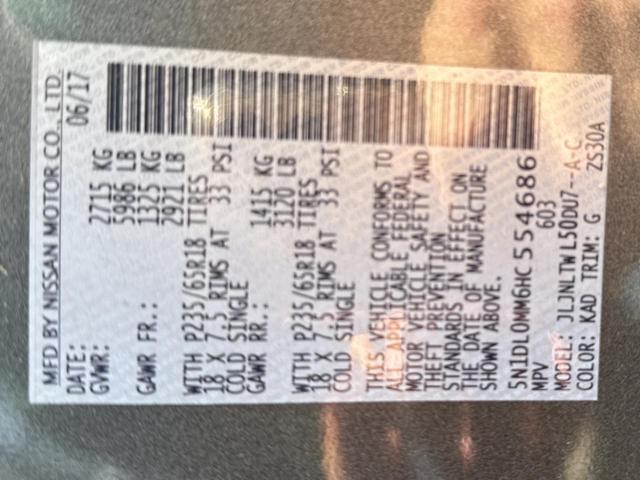 MFD BY NISSAN MOTOR CO., LTD.
DATE: 06/17
GVWR: 2715 KG
5986 LB
GAWR FR.: 1325 KG
2921 LB
WITH P235/65R18 TIRES
18 X 7.5 RIMS AT 33 PSI
COLD SINGLE
GAWR RR.: 1415 KG
3120 LB
WITH P235/65R18 TIRES
18 X 7.5 RIMS AT 33 PSI
COLD SINGLE
THIS VEHICLE CONFORMS TO
ALL APPLICABLE FEDERAL
MOTOR VEHICLE SAFETY AND
THEFT PREVENTION
STANDARDS IN EFFECT ON
THE DATE OF MANUFACTURE
SHOWN ABOVE.
5N1DL0MM6HC554686
MPV 603
MODEL: JLJNLTWL50DU7--A-C
COLOR: KAD TRIM: G ZS30A